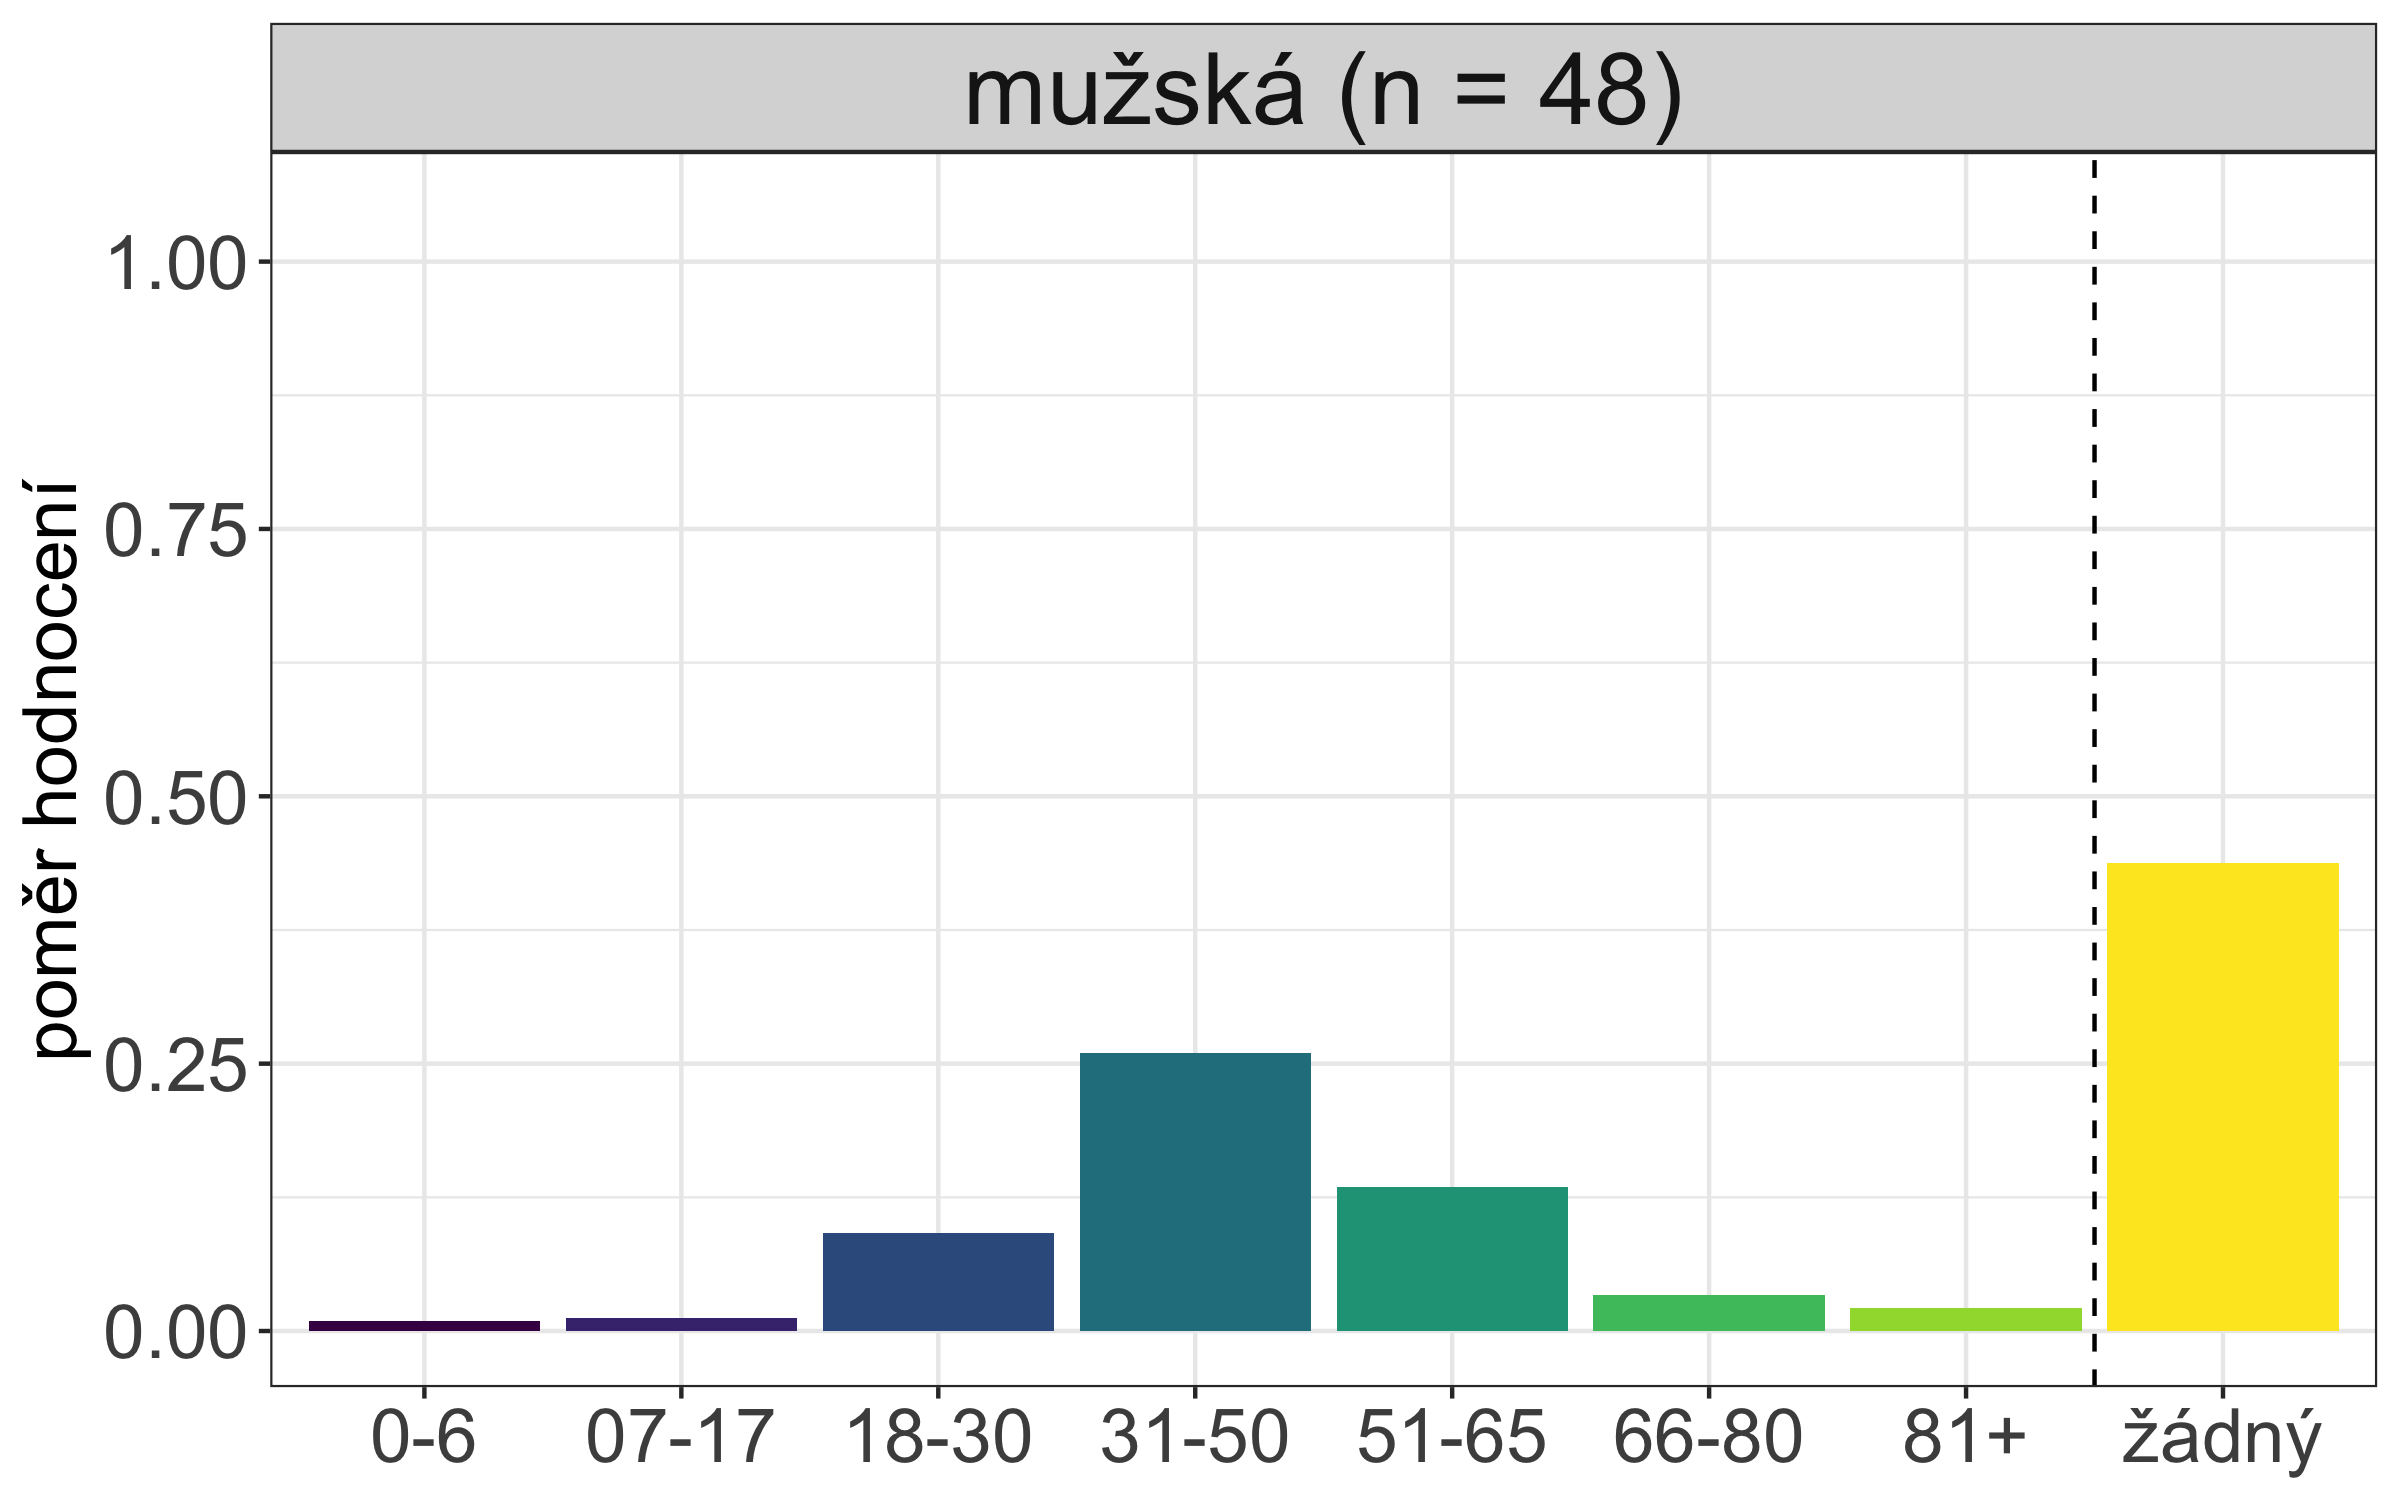 mužská (n = 48)
poměr hodnocení
1.00
0.75
0.50
0.25
0.00
0-6 07-17 18-30 31-50 51-65 66-80 81+ žádný